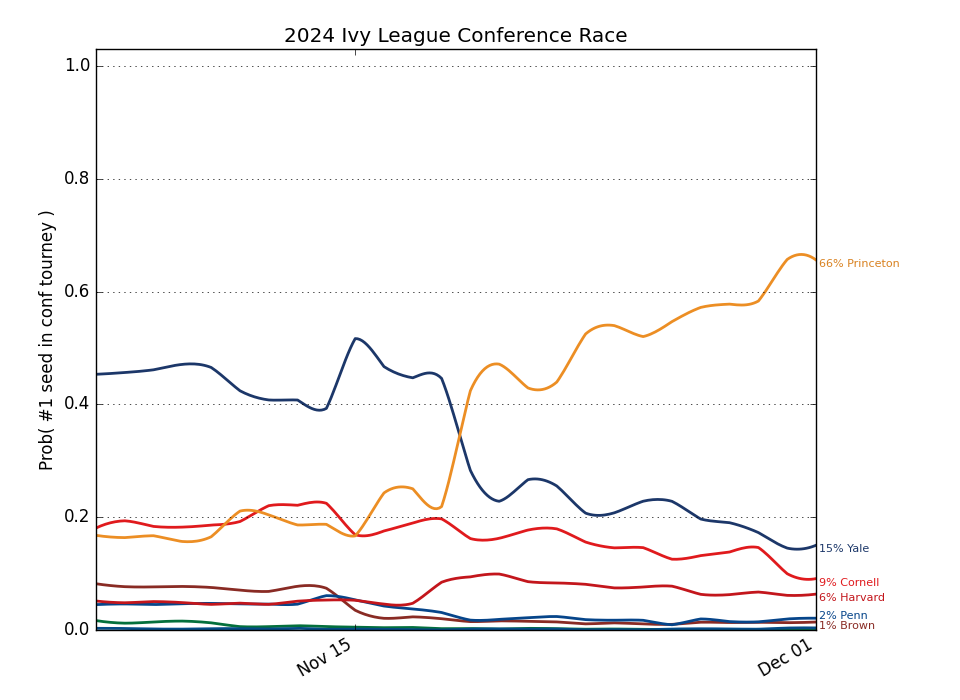 2024 Ivy League Conference Race
Prob( #1 seed in conf tourney )
1.0
0.8
0.6
0.4
0.2
0.0
66% Princeton
15% Yale
9% Cornell
6% Harvard
2% Penn
1% Brown
Nov 15
Dec 01